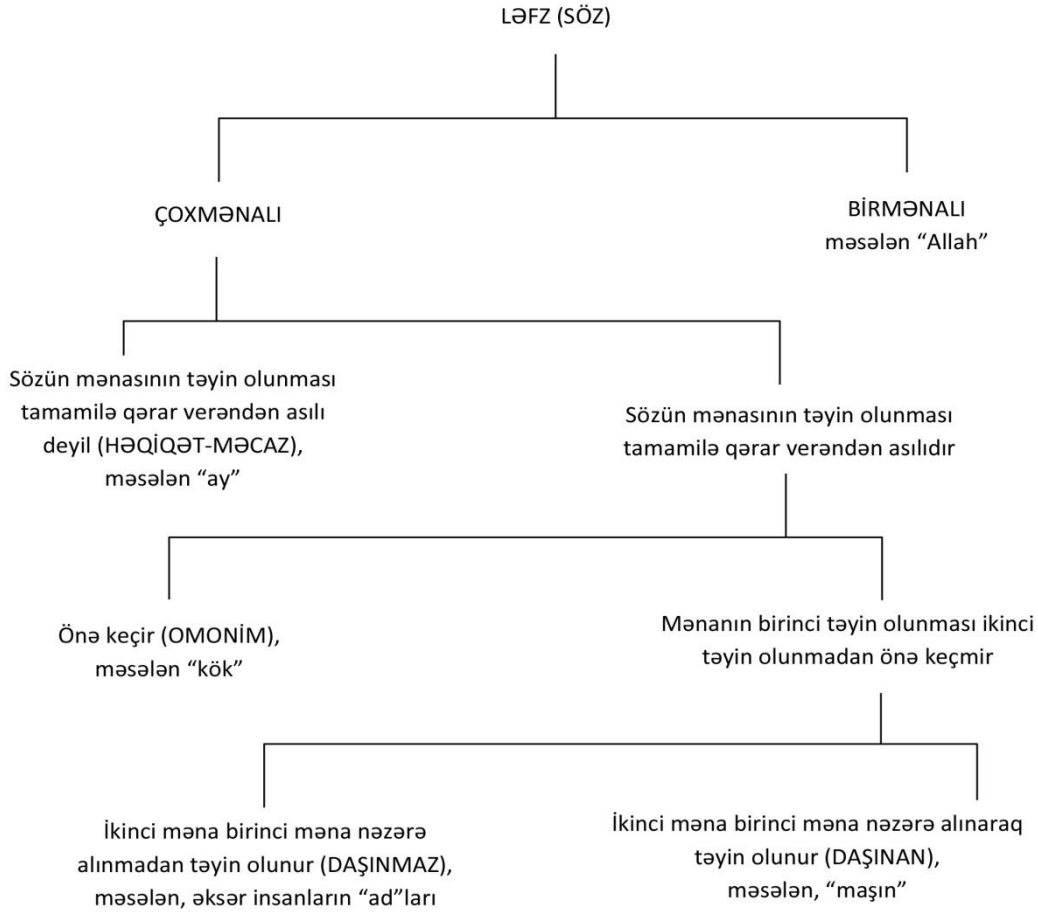 LƏFZ (SÖZ)
ÇOXMƏNALI
BİRMƏNALI
məsələn “Allah”
Sözün mənasının təyin olunması
tamamilə qərar verəndən asılı
deyil (HƏQİQƏT-MƏCAZ),
məsələn “ay”
Sözün mənasının təyin olunması
tamamilə qərar verəndən asılıdır
Önə keçir (OMONİM),
məsələn “kök”
Mənanın birinci təyin olunması ikinci
təyin olunmadan önə keçmir
İkinci məna birinci məna nəzərə
alınmadan təyin olunur (DAŞINMAZ),
məsələn, əksər insanların “ad”ları
İkinci məna birinci məna nəzərə alınaraq
təyin olunur (DAŞINAN),
məsələn, “maşın”